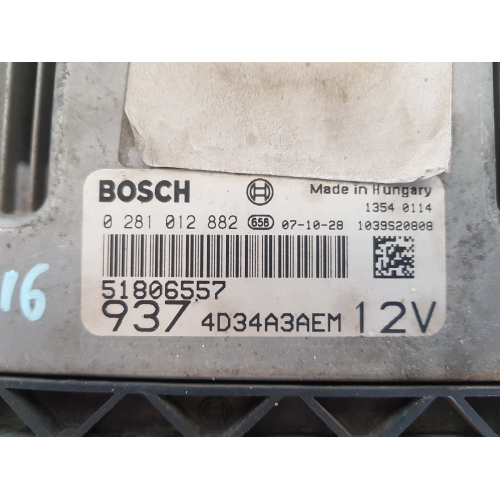 BOSCH Made in Hungary
1354 0114
0 281 012 882 656 07-10-28 1039S20808
51806557
937 4D34A3AEM 12V
16